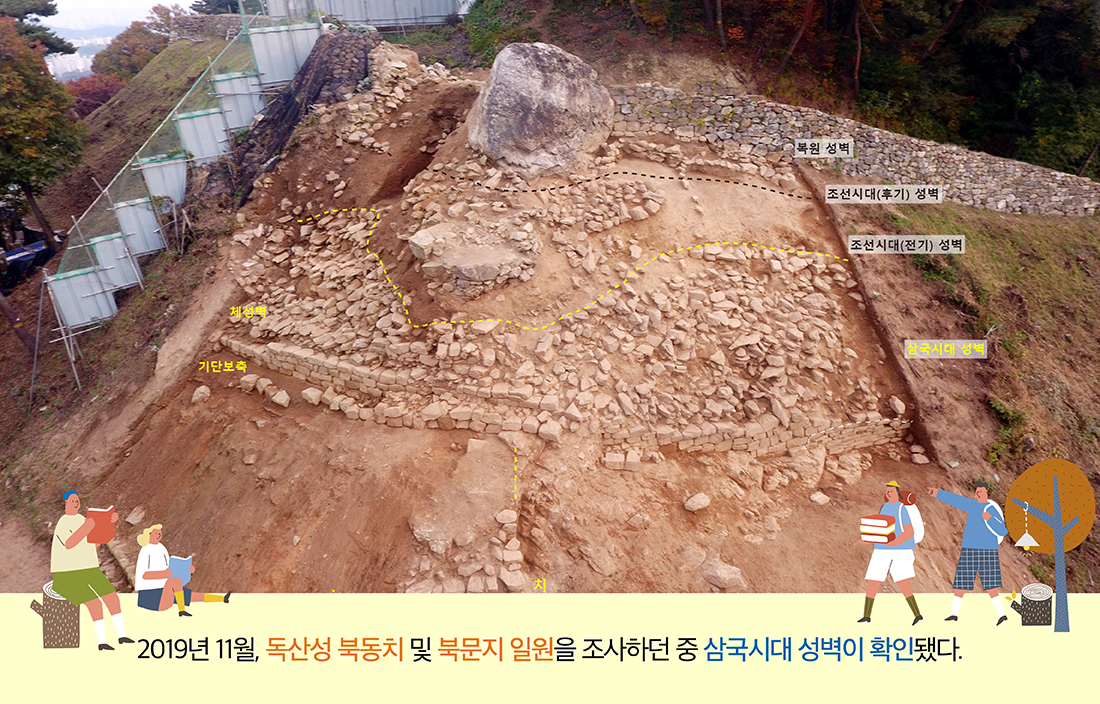 복원 성벽
조선시대(후기) 성벽
조선시대(전기) 성벽
체성벽
삼국시대 성벽
기단보축
치
2019년 11월, 독산성 북동치 및 북문지 일원을 조사하던 중 삼국시대 성벽이 확인됐다.